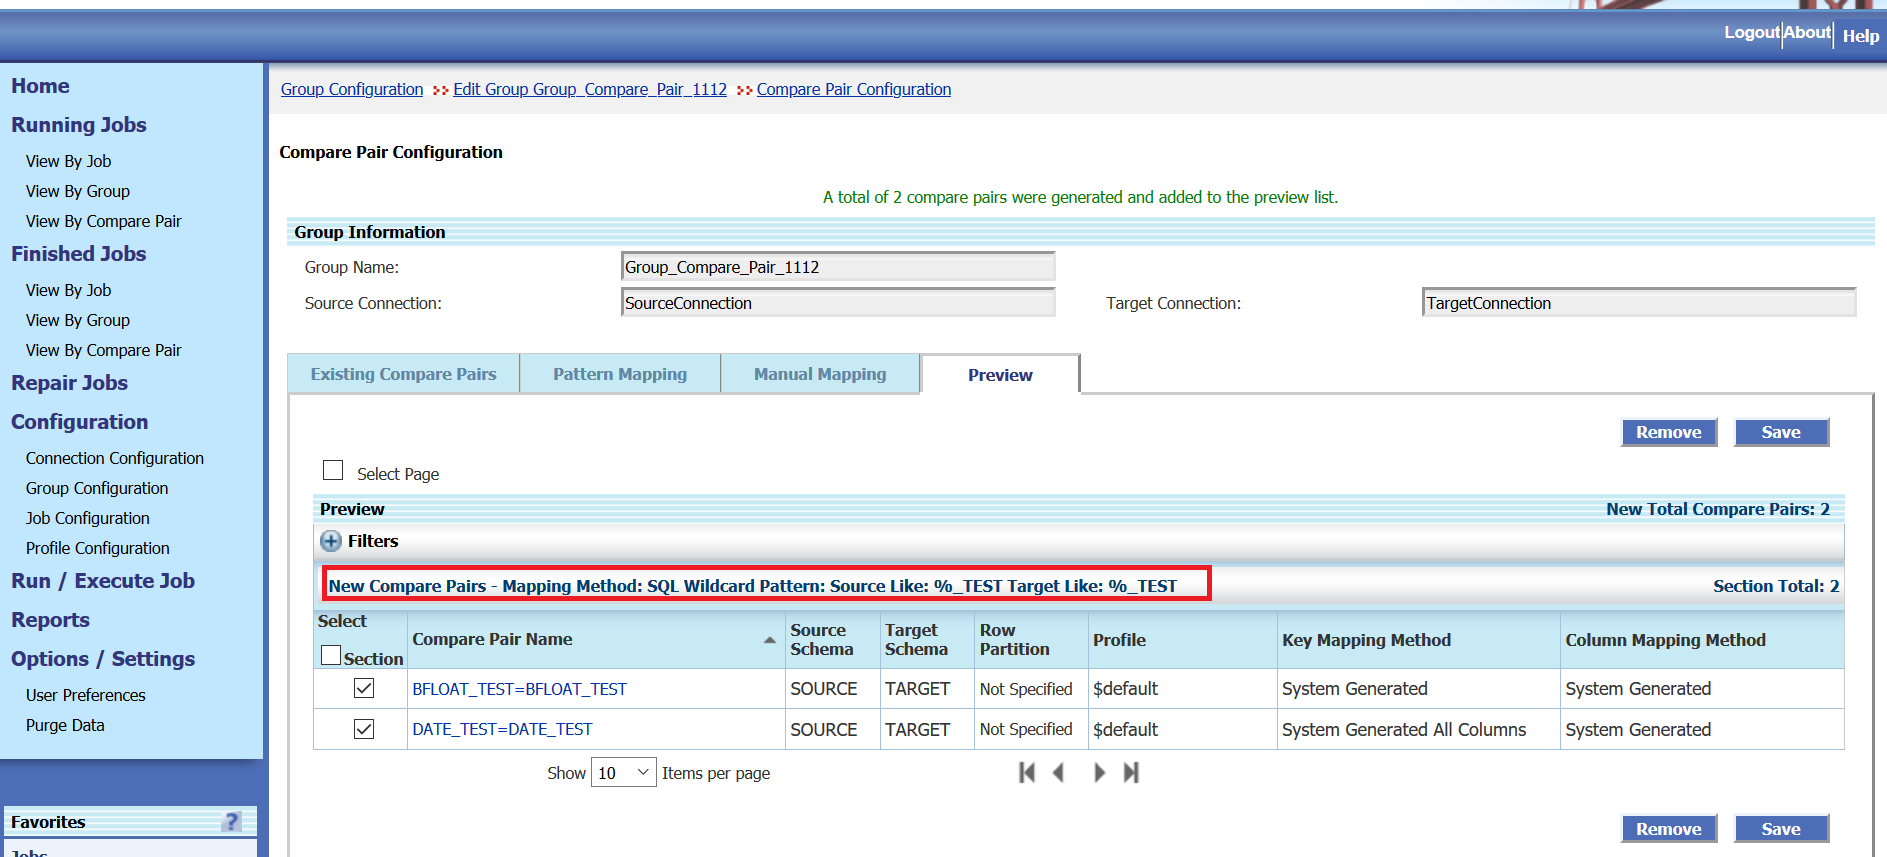 Logout About Help
Home
Running Jobs
View By Job
View By Group
View By Compare Pair
Finished Jobs
View By Job
View By Group
View By Compare Pair
Repair Jobs
Configuration
Connection Configuration
Group Configuration
Job Configuration
Profile Configuration
Run / Execute Job
Reports
Options / Settings
User Preferences
Purge Data
Favorites ?
Jobs
Group Configuration Edit Group Group_Compare_Pair_1112 Compare Pair Configuration
Compare Pair Configuration
A total of 2 compare pairs were generated and added to the preview list.
Group Information
Group Name: Group_Compare_Pair_1112
Source Connection: SourceConnection Target Connection: TargetConnection
Existing Compare Pairs Pattern Mapping Manual Mapping Preview
Remove Save
Select Page
Preview New Total Compare Pairs: 2
Filters
New Compare Pairs - Mapping Method: SQL Wildcard Pattern: Source Like: %_TEST Target Like: %_TEST Section Total: 2
Select Section Compare Pair Name Source Schema Target Schema Row Partition Profile Key Mapping Method Column Mapping Method
BFLOAT_TEST=BFLOAT_TEST SOURCE TARGET Not Specified $default System Generated System Generated
DATE_TEST=DATE_TEST SOURCE TARGET Not Specified $default System Generated All Columns System Generated
Show 10 Items per page
Remove Save